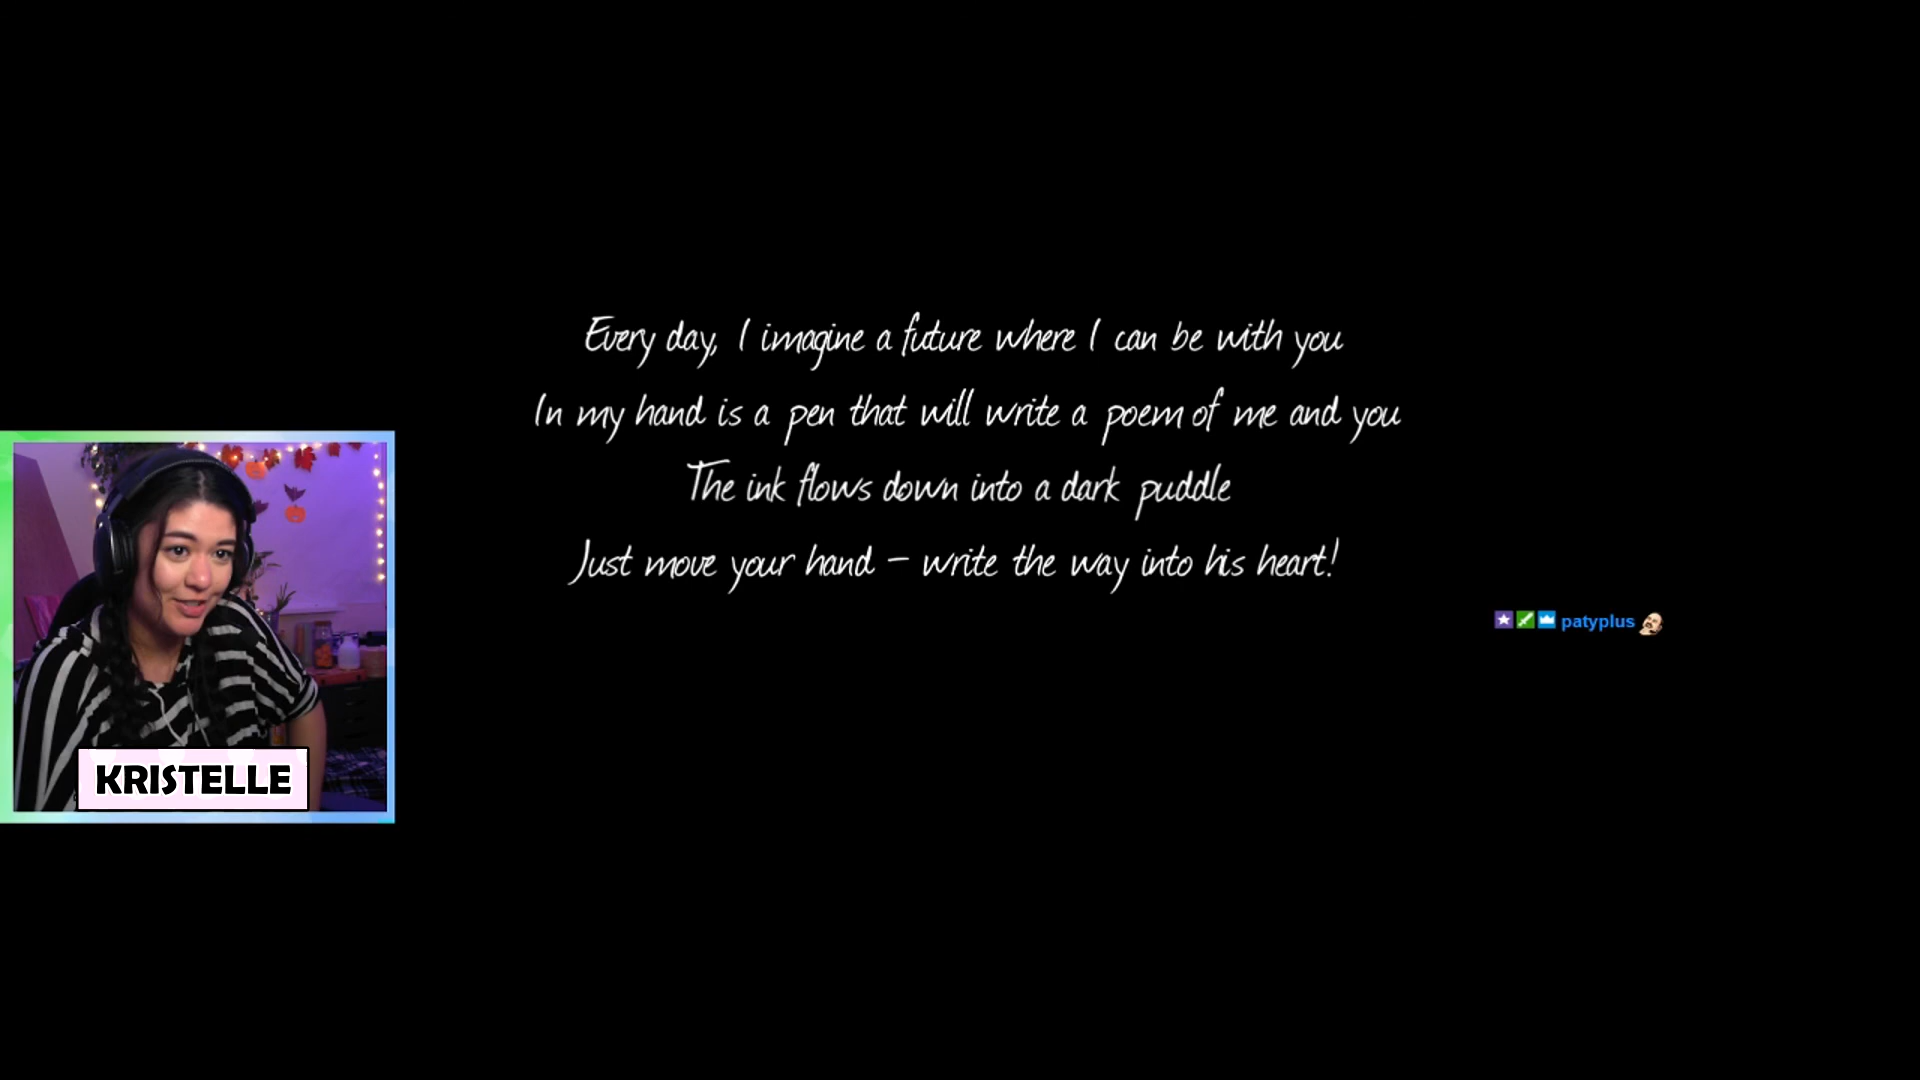 Every day, I imagine a future where I can be with you
In my hand is a pen that will write a poem of me and you
The ink flows down into a dark puddle
Just move your hand – write the way into his heart!
patyplus
KRISTELLE